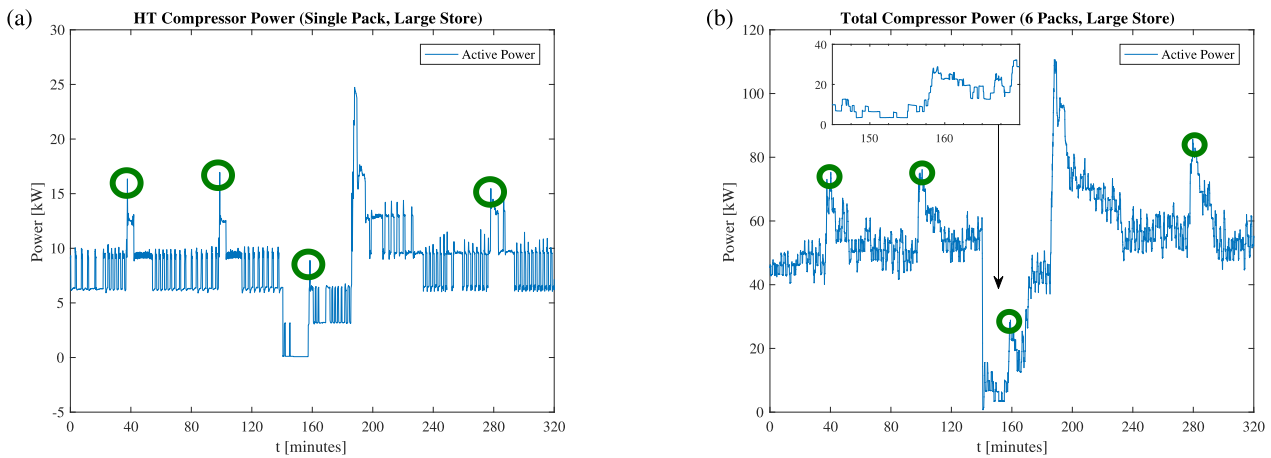 (a)
HT Compressor Power (Single Pack, Large Store)
Active Power
Power [kW]
30
25
20
15
10
5
0
-5
0 40 80 120 160 200 240 280 320
t [minutes]
(b)
Total Compressor Power (6 Packs, Large Store)
Active Power
Power [kW]
120
100
80
60
40
20
0
40
20
0
150 160
0 40 80 120 160 200 240 280 320
t [minutes]